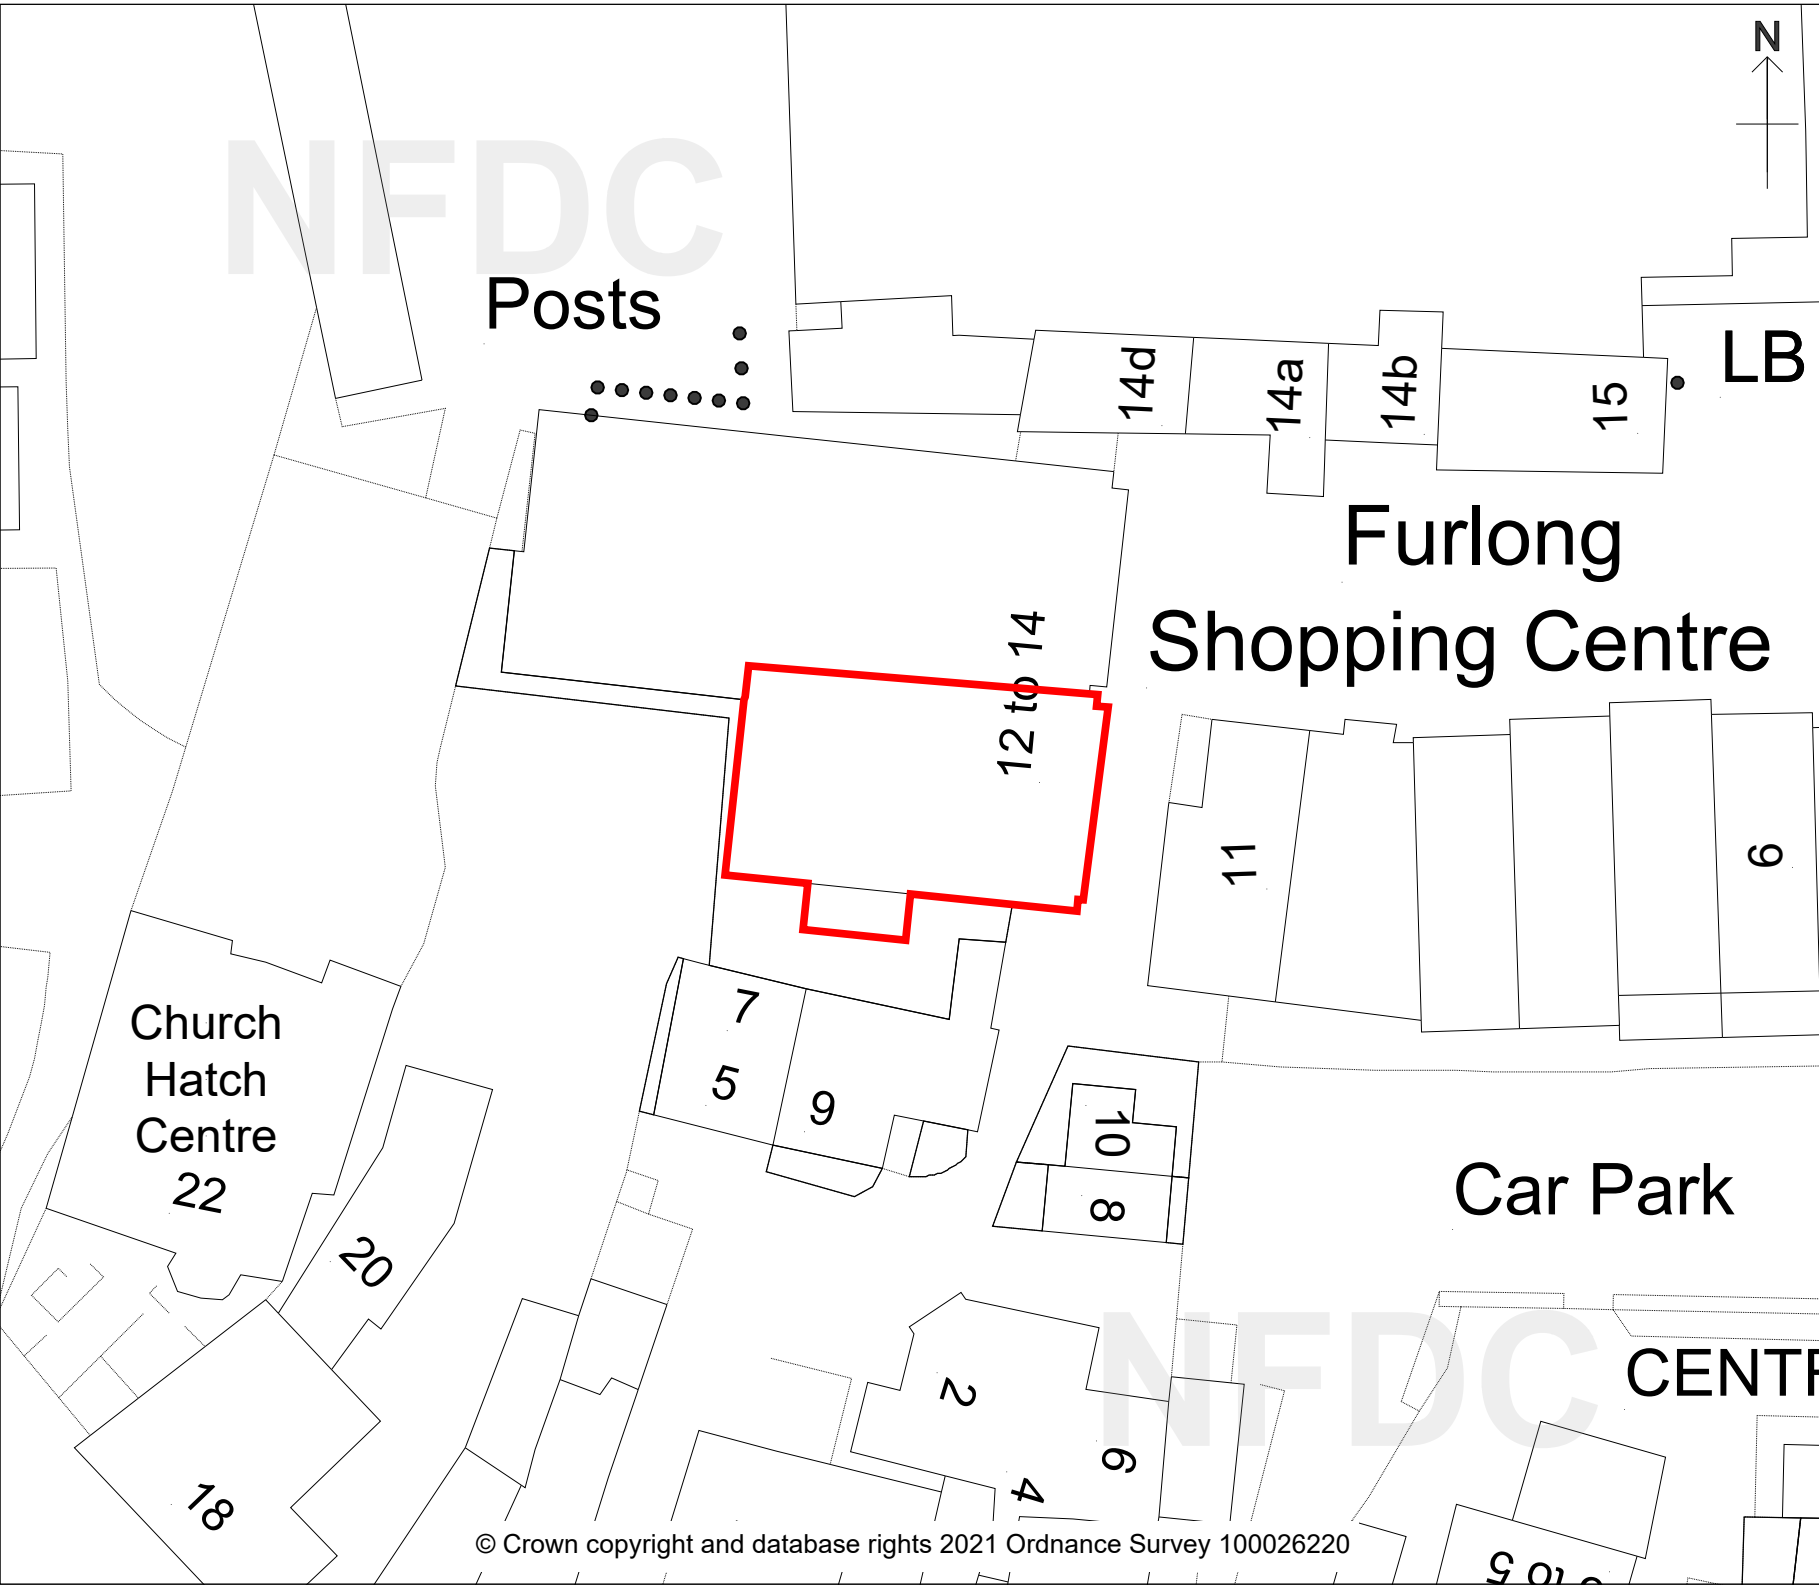 N
NFDC
Posts
14d
14a
14b
15
LB
Furlong
Shopping Centre
12 to 14
11
9
Church
Hatch
Centre
22
7
5
9
10
8
Car Park
20
NFDC
CENTR
2
6
4
18
© Crown copyright and database rights 2021 Ordnance Survey 100026220